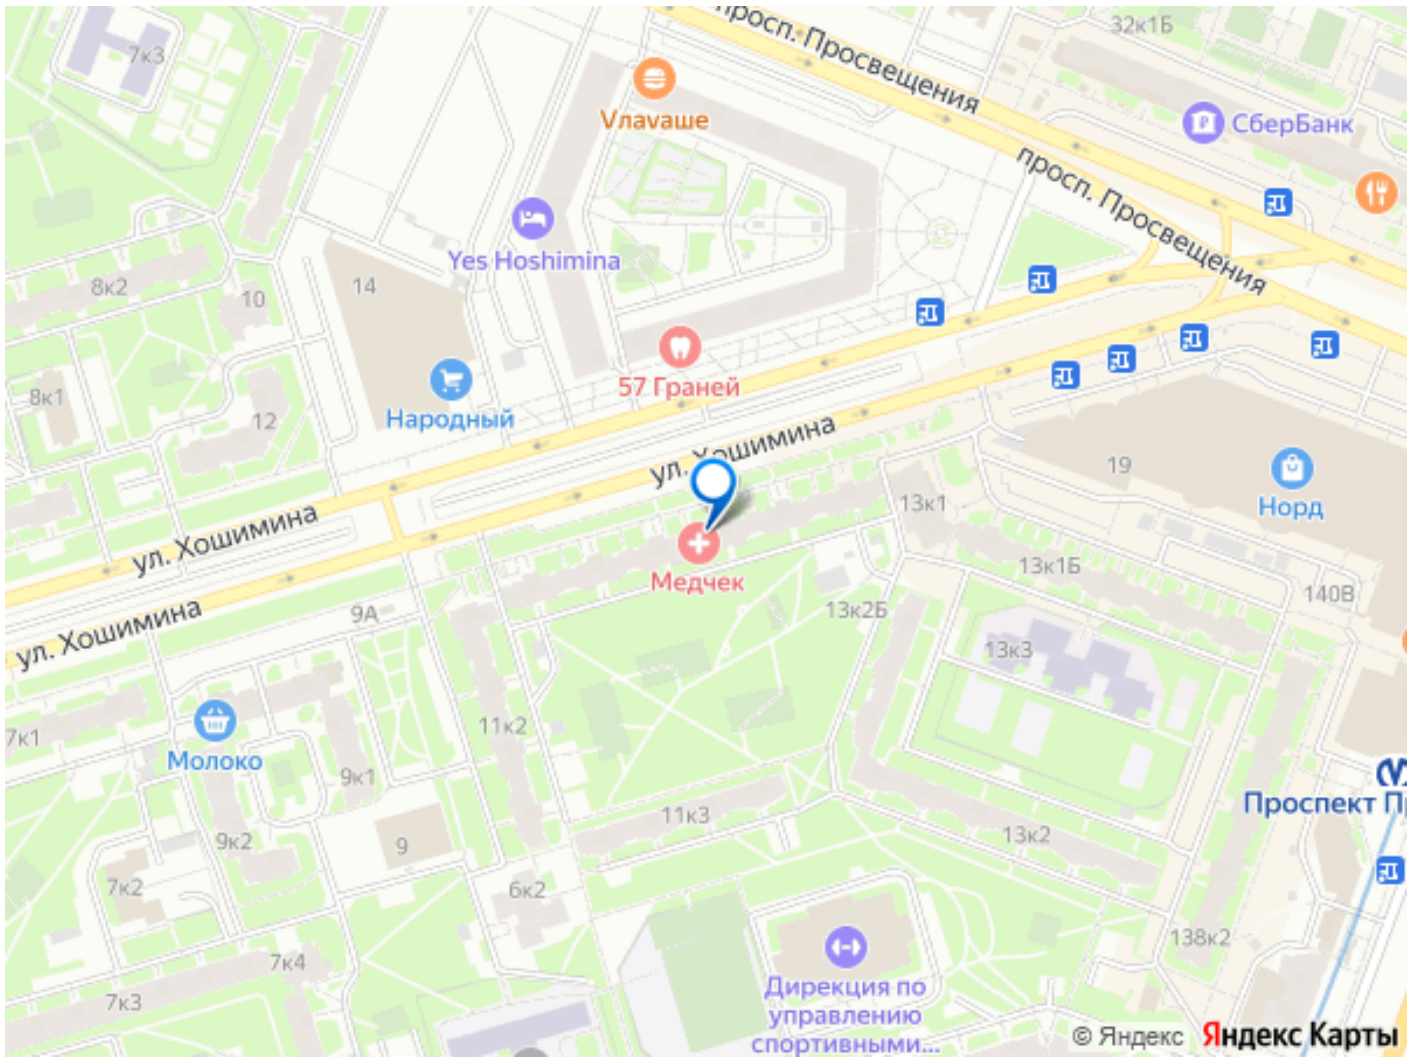 просп. Просвещения
32к1Б
7к3
Vлаvаше
СберБанк
просп. Просвещения
Yes Hoshimina
8к2
10
14
57 Граней
Народный
8к1
12
ул. Хошимина
19
Норд
13к1
ул. Хошимина
Медчек
13к1Б
140В
9А
13к2Б
ул. Хошимина
13к3
11к2
7к1
Молоко
9к1
Проспект П
11к3
13к2
9к2
9
7к2
6к2
138к2
7к4
7к3
Дирекция по
управлению
спортивными...
© Яндекс Яндекс Карты